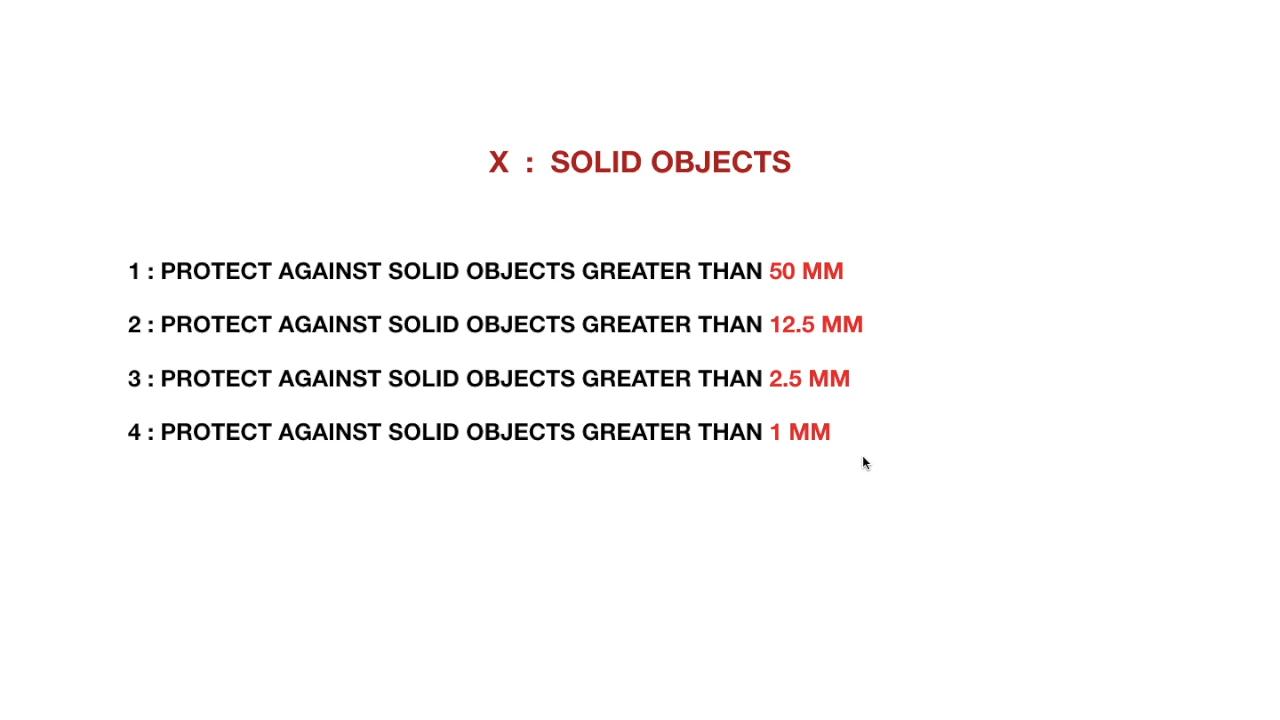 X : SOLID OBJECTS
1 : PROTECT AGAINST SOLID OBJECTS GREATER THAN 50 MM
2 : PROTECT AGAINST SOLID OBJECTS GREATER THAN 12.5 MM
3 : PROTECT AGAINST SOLID OBJECTS GREATER THAN 2.5 MM
4 : PROTECT AGAINST SOLID OBJECTS GREATER THAN 1 MM